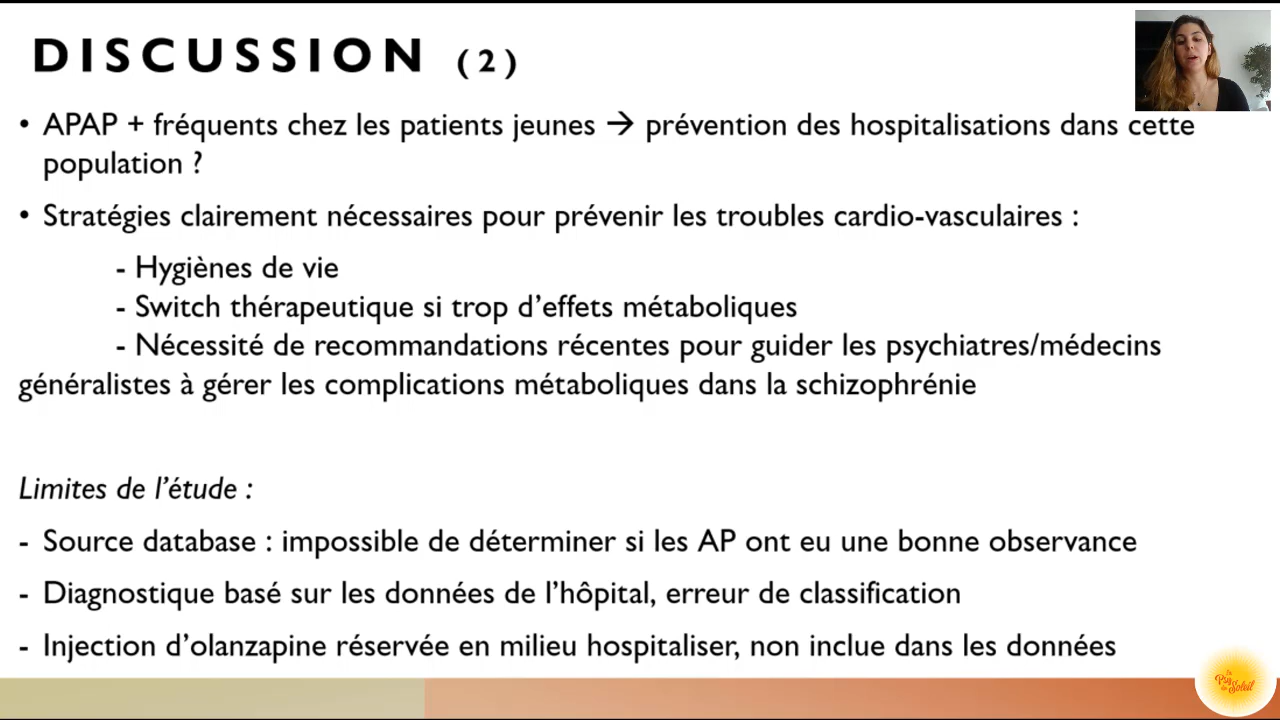 DISCUSSION (2)
• APAP + fréquents chez les patients jeunes → prévention des hospitalisations dans cette
population ?
• Stratégies clairement nécessaires pour prévenir les troubles cardio-vasculaires :
- Hygiènes de vie
- Switch thérapeutique si trop d’effets métaboliques
- Nécessité de recommandations récentes pour guider les psychiatres/médecins
généralistes à gérer les complications métaboliques dans la schizophrénie
Limites de l’étude :
- Source database : impossible de déterminer si les AP ont eu une bonne observance
- Diagnostique basé sur les données de l’hôpital, erreur de classification
- Injection d’olanzapine réservée en milieu hospitaliser, non inclue dans les données
Psy
Soleil